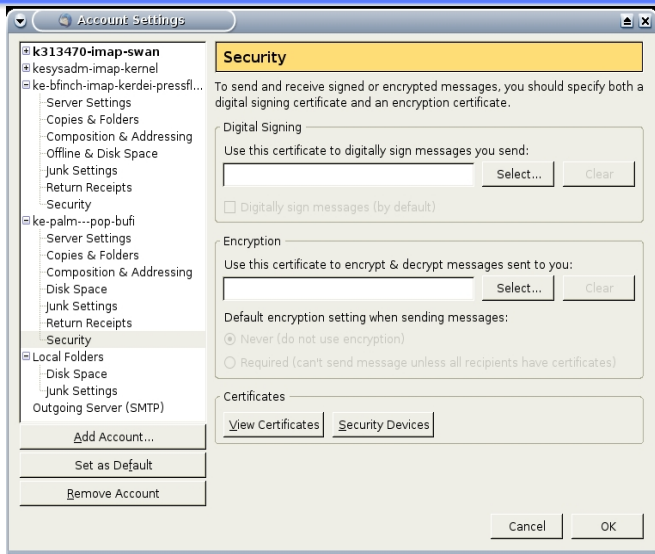 Account Settings
k313470-imap-swan
kesysadm-imap-kernel
ke-bfinch-imap-kerdei-pressfl...
Server Settings
Copies & Folders
Composition & Addressing
Offline & Disk Space
Junk Settings
Return Receipts
Security
ke-palm---pop-bufi
Server Settings
Copies & Folders
Composition & Addressing
Disk Space
Junk Settings
Return Receipts
Security
Local Folders
Disk Space
Junk Settings
Outgoing Server (SMTP)
Add Account...
Set as Default
Remove Account
Security
To send and receive signed or encrypted messages, you should specify both a
digital signing certificate and an encryption certificate.
Digital Signing
Use this certificate to digitally sign messages you send:
Select... Clear
Digitally sign messages (by default)
Encryption
Use this certificate to encrypt & decrypt messages sent to you:
Select... Clear
Default encryption setting when sending messages:
Never (do not use encryption)
Required (can't send message unless all recipients have certificates)
Certificates
View Certificates Security Devices
Cancel OK